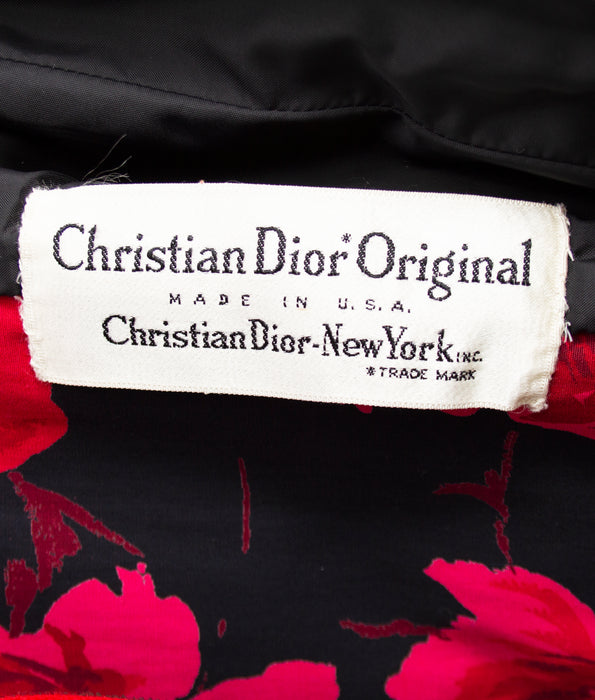 Christian Dior* Original
MADE IN U.S.A.
Christian Dior-New York INC.
*TRADE MARK